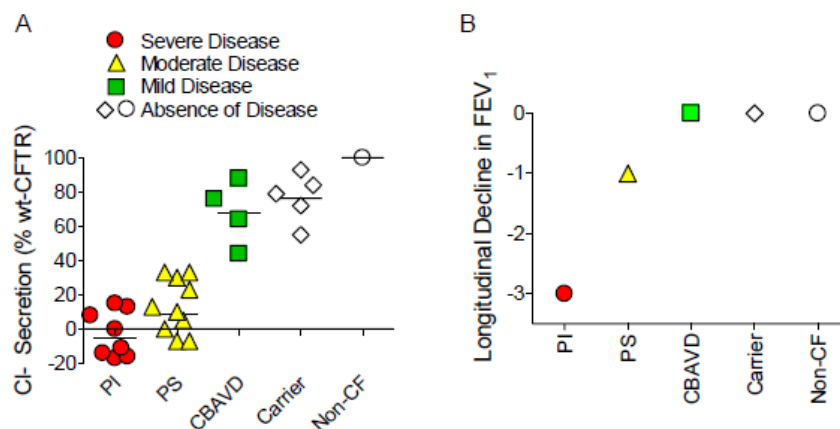 A
Severe Disease
Moderate Disease
Mild Disease
Absence of Disease
Cl- Secretion (% wt-CFTR)
100
80
60
40
20
0
-20
PI
PS
CBAVD
Carrier
Non-CF
B
Longitudinal Decline in FEV1
0
-1
-2
-3
PI
PS
CBAVD
Carrier
Non-CF